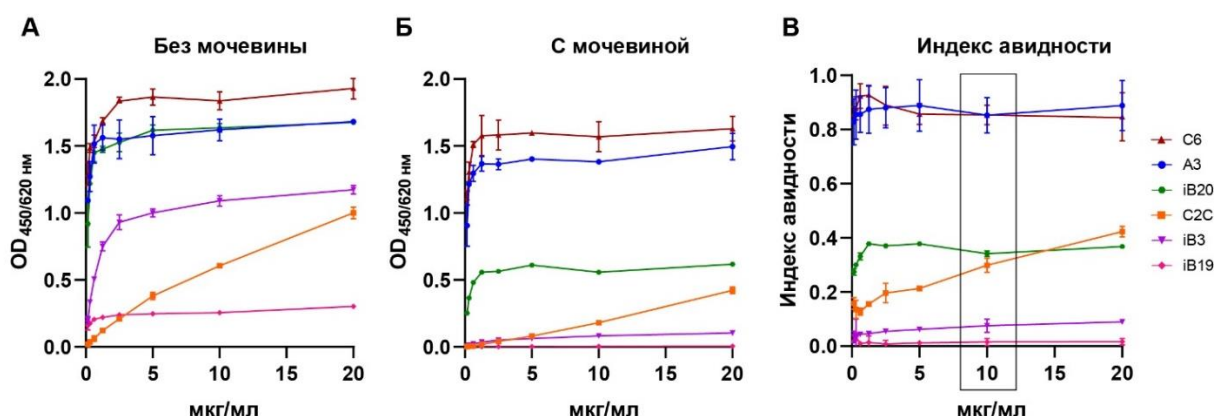 А
Без мочевины
OD450/620 нм
2.0
1.5
1.0
0.5
0.0
0
5
10
15
20
мкг/мл
Б
С мочевиной
OD450/620 нм
2.0
1.5
1.0
0.5
0.0
0
5
10
15
20
мкг/мл
В
Индекс авидности
Индекс авидности
1.0
0.8
0.6
0.4
0.2
0.0
0
5
10
15
20
мкг/мл
C6
A3
iB20
C2C
iB3
iB19